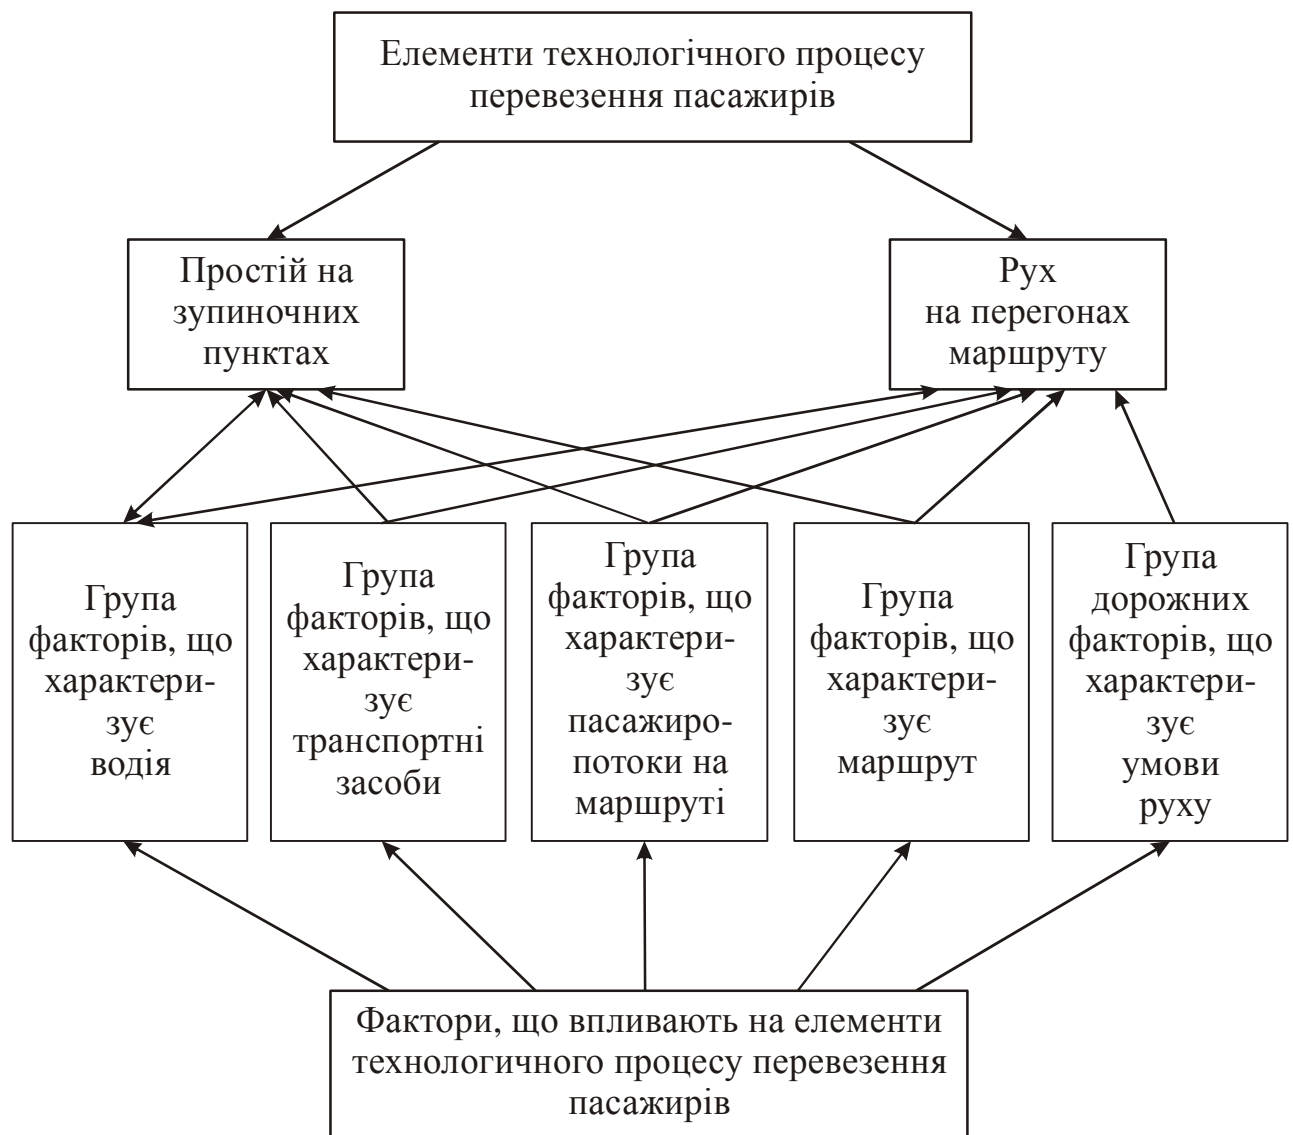 Елементи технологічного процесу
перевезення пасажирів
Простій на
зупиночних
пунктах
Рух
на перегонах
маршруту
Група
факторів, що
характери-
зує
водія
Група
факторів, що
характери-
зує
транспортні
засоби
Група
факторів, що
характери-
зує
пасажиро-
потоки на
маршруті
Група
факторів, що
характери-
зує
маршрут
Група
дорожних
факторів, що
характери-
зує
умови
руху
Фактори, що впливають на елементи
технологичного процесу перевезення
пасажирів